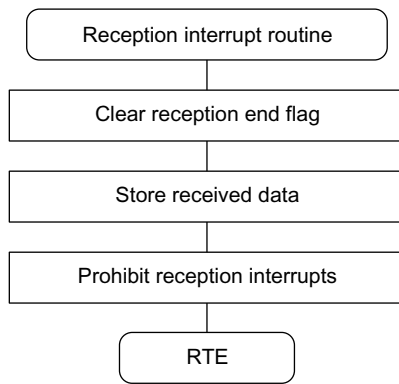 Reception interrupt routine
Clear reception end flag
Store received data
Prohibit reception interrupts
RTE